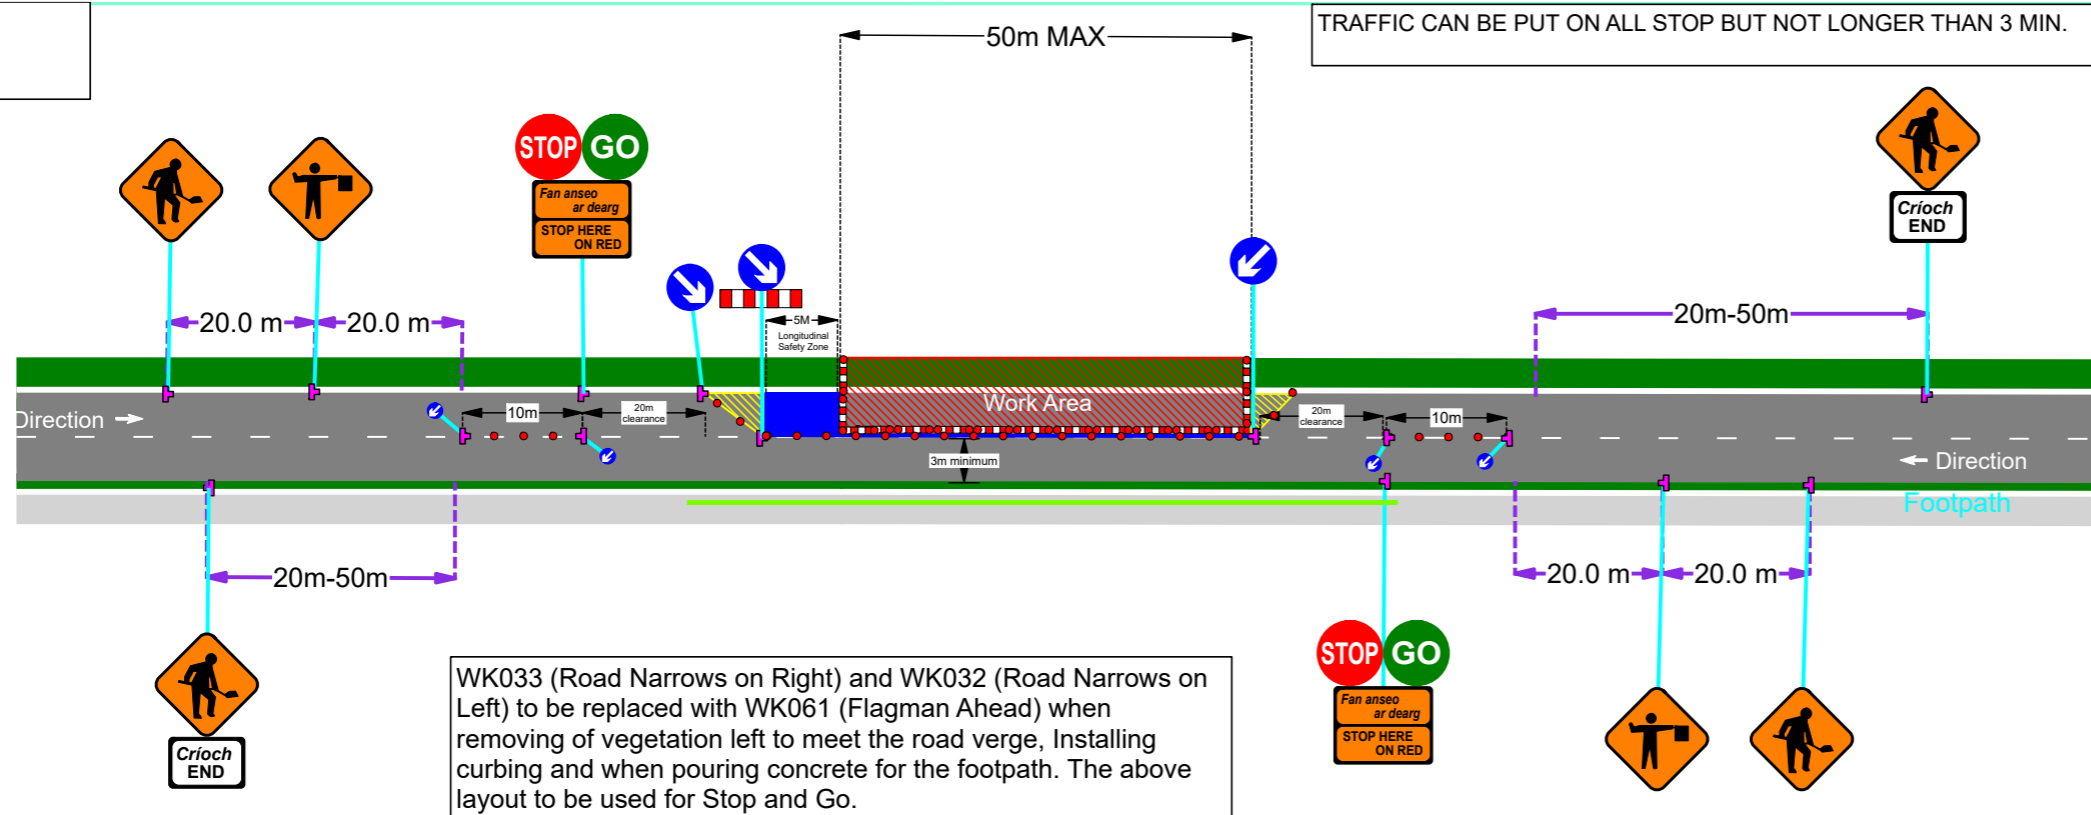 50m MAX
TRAFFIC CAN BE PUT ON ALL STOP BUT NOT LONGER THAN 3 MIN.
STOP GO
Fan anseo
ar dearg
STOP HERE
ON RED
Críoch
END
20.0 m
20.0 m
5M
Longitudinal
Safety Zone
20m-50m
Direction
10m
20m
clearance
Work Area
20m
clearance
10m
3m minimum
Direction
Footpath
20m-50m
20.0 m
20.0 m
Críoch
END
STOP GO
Fan anseo
ar dearg
STOP HERE
ON RED
WK033 (Road Narrows on Right) and WK032 (Road Narrows on
Left) to be replaced with WK061 (Flagman Ahead) when
removing of vegetation left to meet the road verge, Installing
curbing and when pouring concrete for the footpath. The above
layout to be used for Stop and Go.